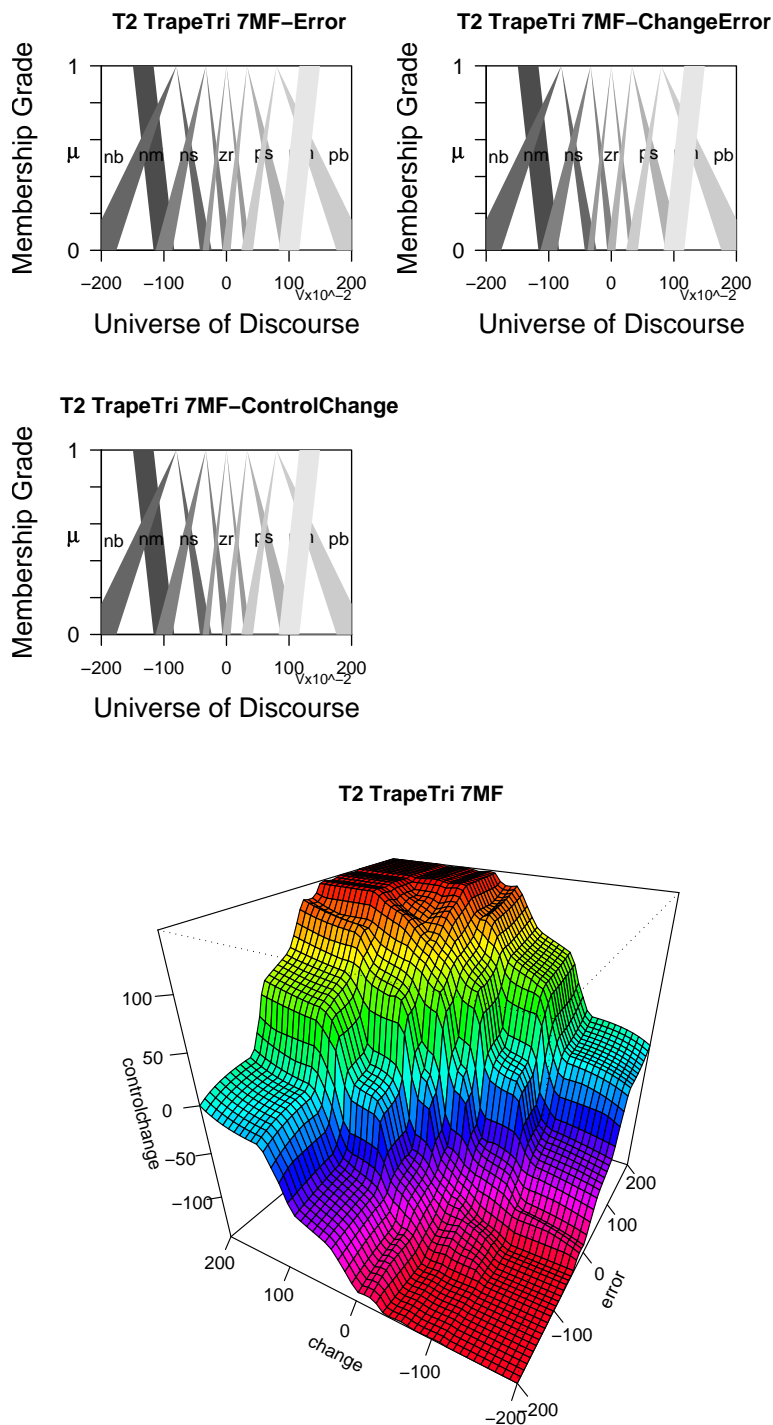 T2 TrapeTri 7MF−Error
Membership Grade
μ
1
0
nb nm ns zr ps pb
−200 −100 0 100 200
Vx10^−2
Universe of Discourse
T2 TrapeTri 7MF−ChangeError
Membership Grade
μ
1
0
nb nm ns zr ps pb
−200 −100 0 100 200
Vx10^−2
Universe of Discourse
T2 TrapeTri 7MF−ControlChange
Membership Grade
μ
1
0
nb nm ns zr ps pb
−200 −100 0 100 200
Vx10^−2
Universe of Discourse
T2 TrapeTri 7MF
controlchange
100
50
0
−50
−100
change
200
100
0
−100
−200
error
200
100
0
−100
−200